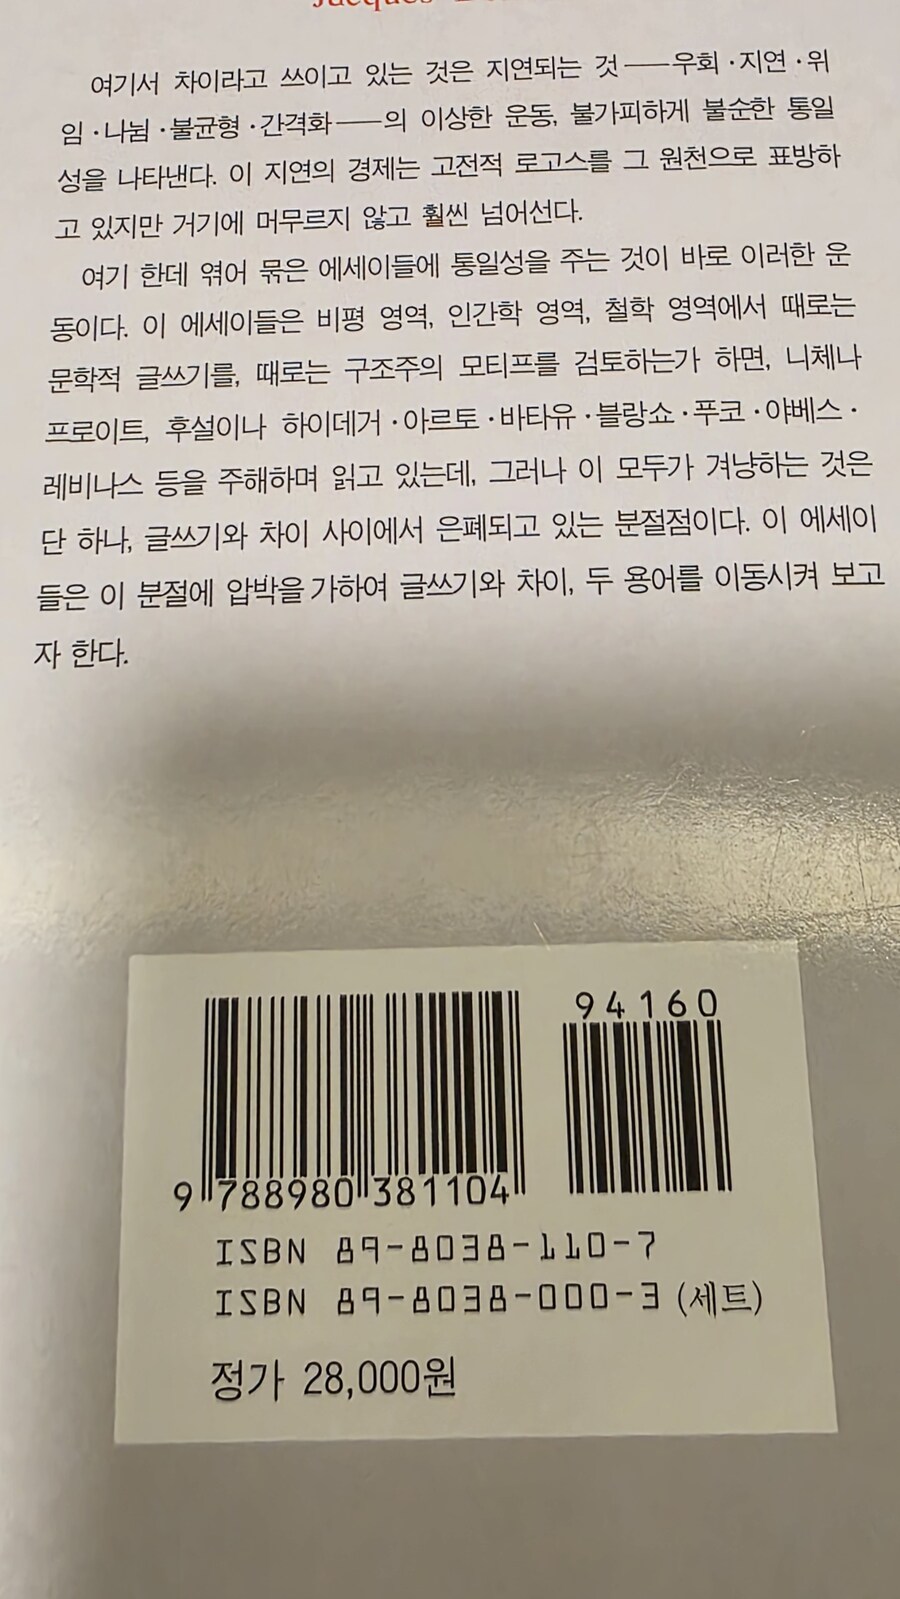 Jacques
여기서 차이라고 쓰이고 있는 것은 지연되는 것──우회·지연·위
임·나뉨·불균형·간격화──의 이상한 운동, 불가피하게 불순한 통일
성을 나타낸다. 이 지연의 경제는 고전적 로고스를 그 원천으로 표방하
고 있지만 거기에 머무르지 않고 훨씬 넘어선다.
여기 한데 엮어 묶은 에세이들에 통일성을 주는 것이 바로 이러한 운
동이다. 이 에세이들은 비평 영역, 인간학 영역, 철학 영역에서 때로는
문학적 글쓰기를, 때로는 구조주의 모티프를 검토하는가 하면, 니체나
프로이트, 후설이나 하이데거·아르토·바타유·블랑쇼·푸코·야베스·
레비나스 등을 주해하며 읽고 있는데, 그러나 이 모두가 겨냥하는 것은
단 하나, 글쓰기와 차이 사이에서 은폐되고 있는 분절점이다. 이 에세이
들은 이 분절에 압박을 가하여 글쓰기와 차이, 두 용어를 이동시켜 보고
자 한다.
94160
9 788980 381104
ISBN 89-8038-110-7
ISBN 89-8038-000-3 (세트)
정가 28,000원